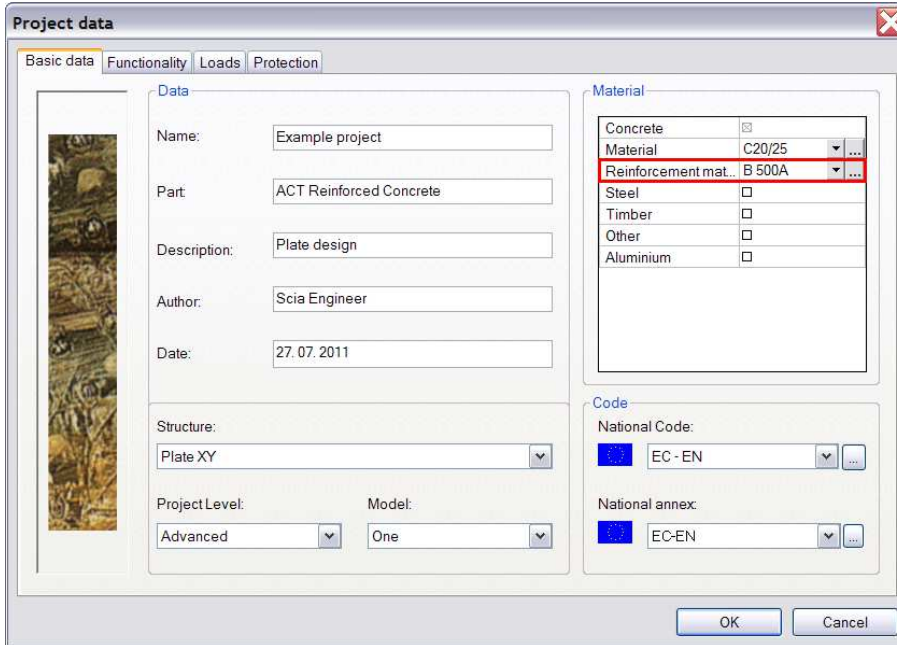 Project data
Basic data Functionality Loads Protection
Data
Name: Example project
Part: ACT Reinforced Concrete
Description: Plate design
Author: Scia Engineer
Date: 27. 07. 2011
Structure:
Plate XY
Project Level: Model:
Advanced One
Material
Concrete
Material C20/25 ...
Reinforcement mat... B 500A ...
Steel
Timber
Other
Aluminium
Code
National Code:
EC - EN ...
National annex:
EC-EN ...
OK Cancel